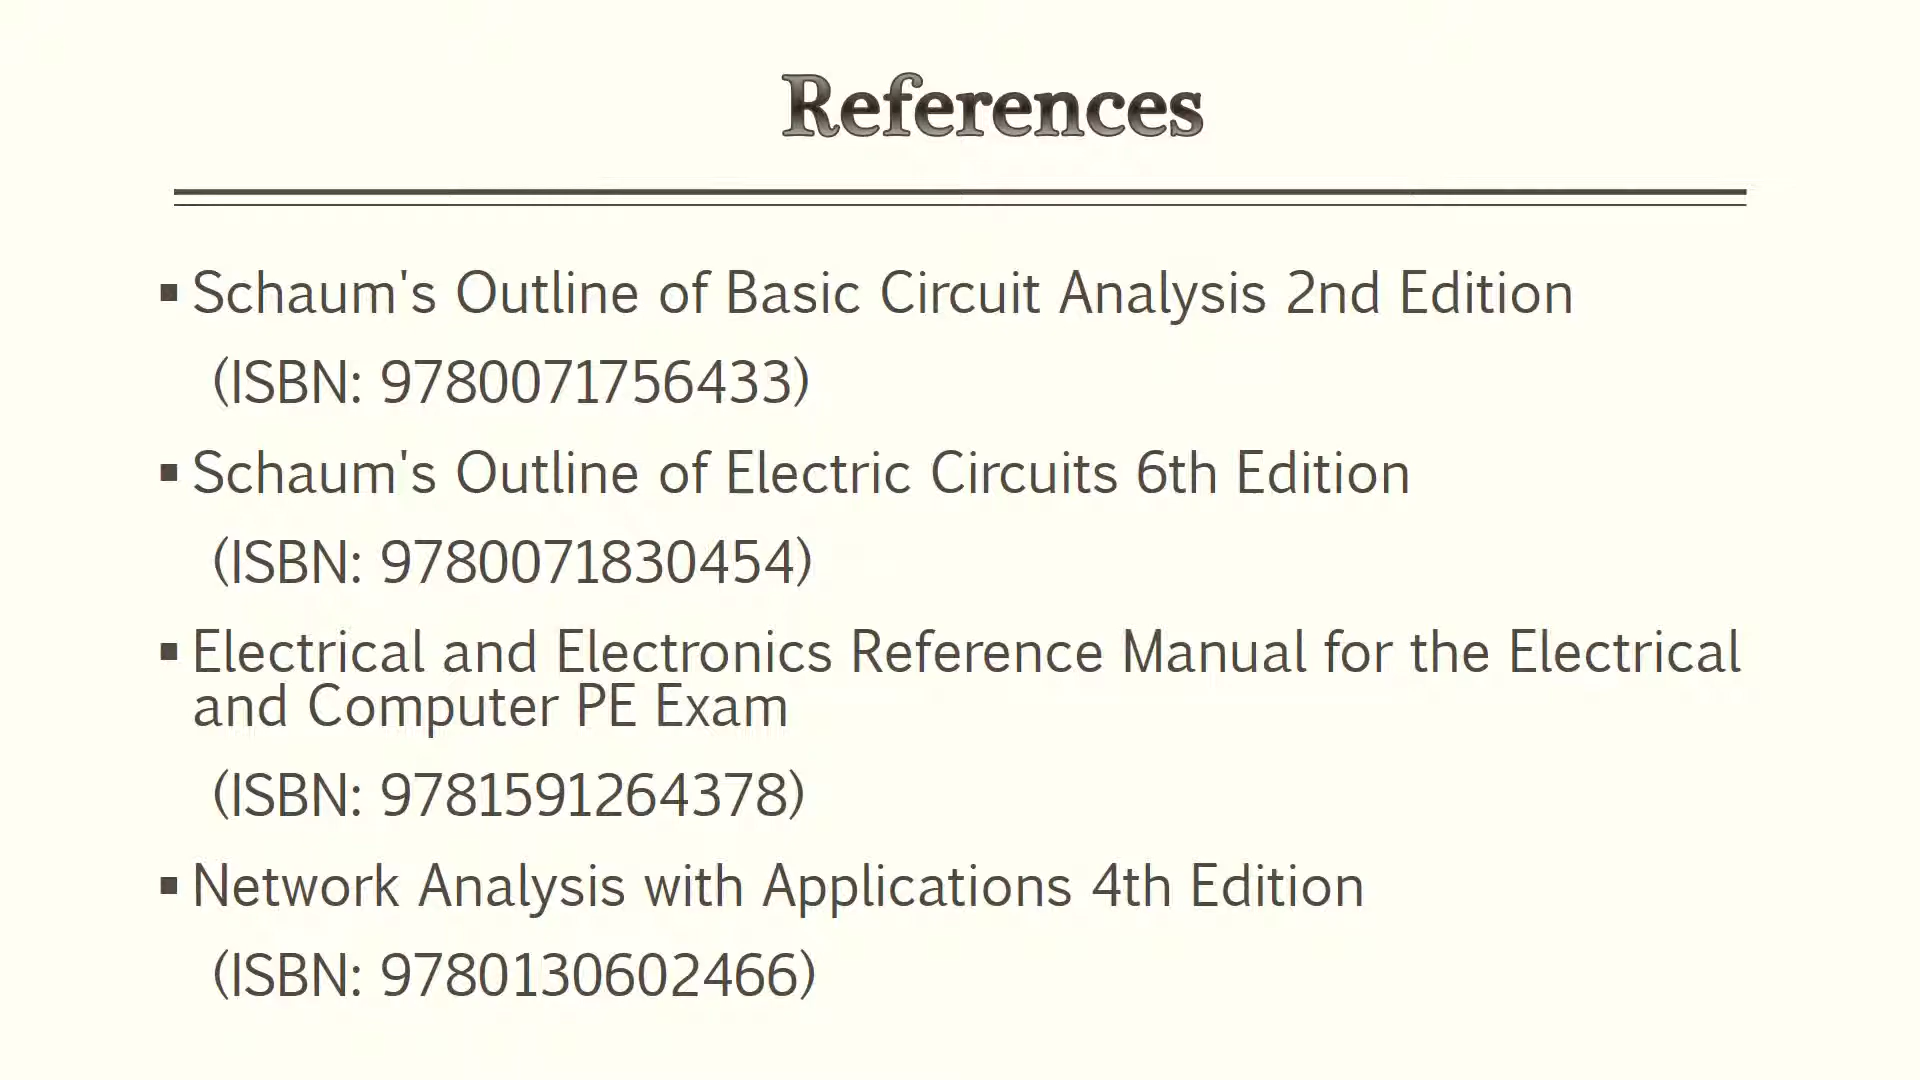 References
▪ Schaum's Outline of Basic Circuit Analysis 2nd Edition
(ISBN: 9780071756433)
▪ Schaum's Outline of Electric Circuits 6th Edition
(ISBN: 9780071830454)
▪ Electrical and Electronics Reference Manual for the Electrical
and Computer PE Exam
(ISBN: 9781591264378)
▪ Network Analysis with Applications 4th Edition
(ISBN: 9780130602466)